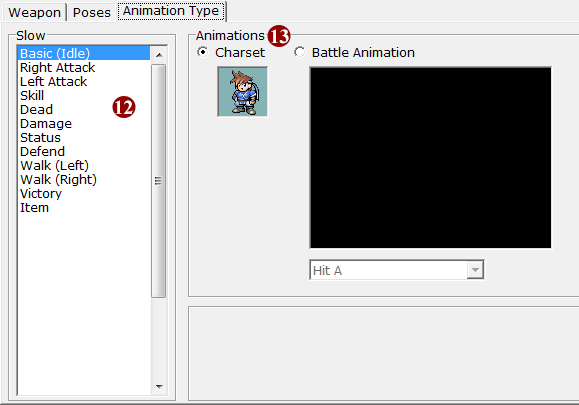 Weapon Poses Animation Type
Slow
Basic (Idle)
Right Attack
Left Attack
Skill
Dead
Damage
Status
Defend
Walk (Left)
Walk (Right)
Victory
Item
12
Animations 13
Charset Battle Animation
Hit A